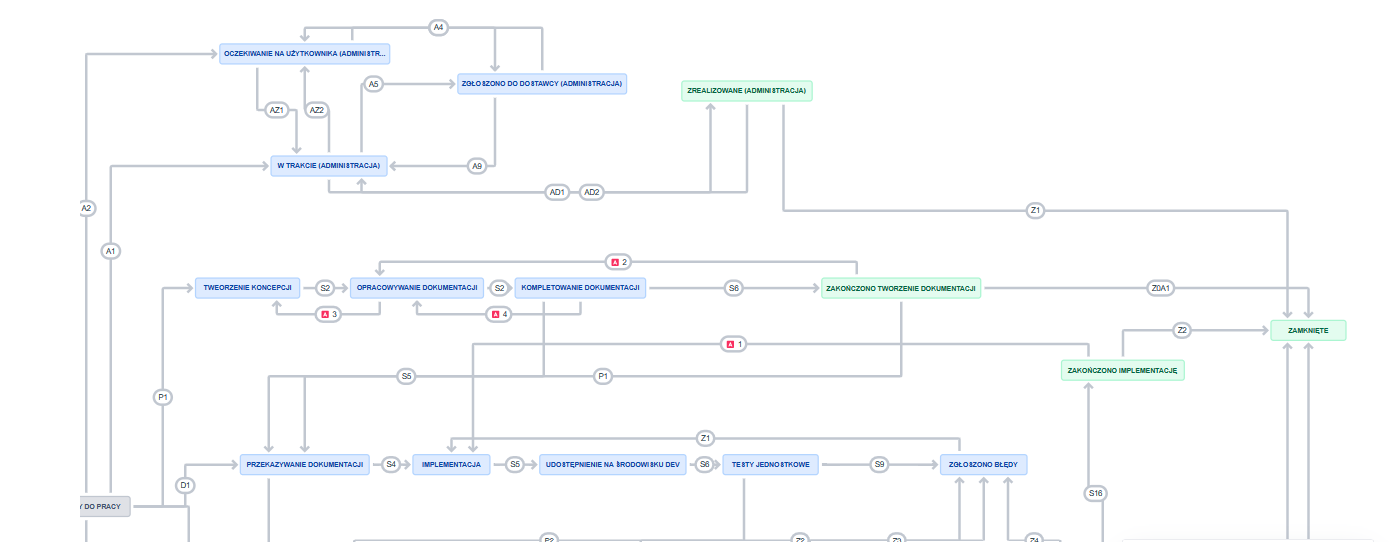 A4
OCZEKIWANIE NA UŻYTKOWNIKA (ADMINISTR...
ZGŁOSZONO DO DOSTAWCY (ADMINISTRACJA)
A5
ZREALIZOWANE (ADMINISTRACJA)
AZ1
AZ2
W TRAKCIE (ADMINISTRACJA)
A9
AD1
AD2
A2
Z1
A1
A 2
TWEORZENIE KONCEPCJI
S2
OPRACOWYWANIE DOKUMENTACJI
S2
KOMPLETOWANIE DOKUMENTACJI
S6
ZAKOŃCZONO TWORZENIE DOKUMENTACJI
Z0A1
A 3
A 4
Z2
ZAMKNIĘTE
A 1
ZAKOŃCZONO IMPLEMENTACJĘ
S5
P1
P1
Z1
PRZEKAZYWANIE DOKUMENTACJI
S4
IMPLEMENTACJA
S5
UDOSTĘPNIENIE NA ŚRODOWISKU DEV
S6
TESTY JEDNOSTKOWE
S9
ZGŁOSZONO BŁĘDY
D1
S16
Y DO PRACY